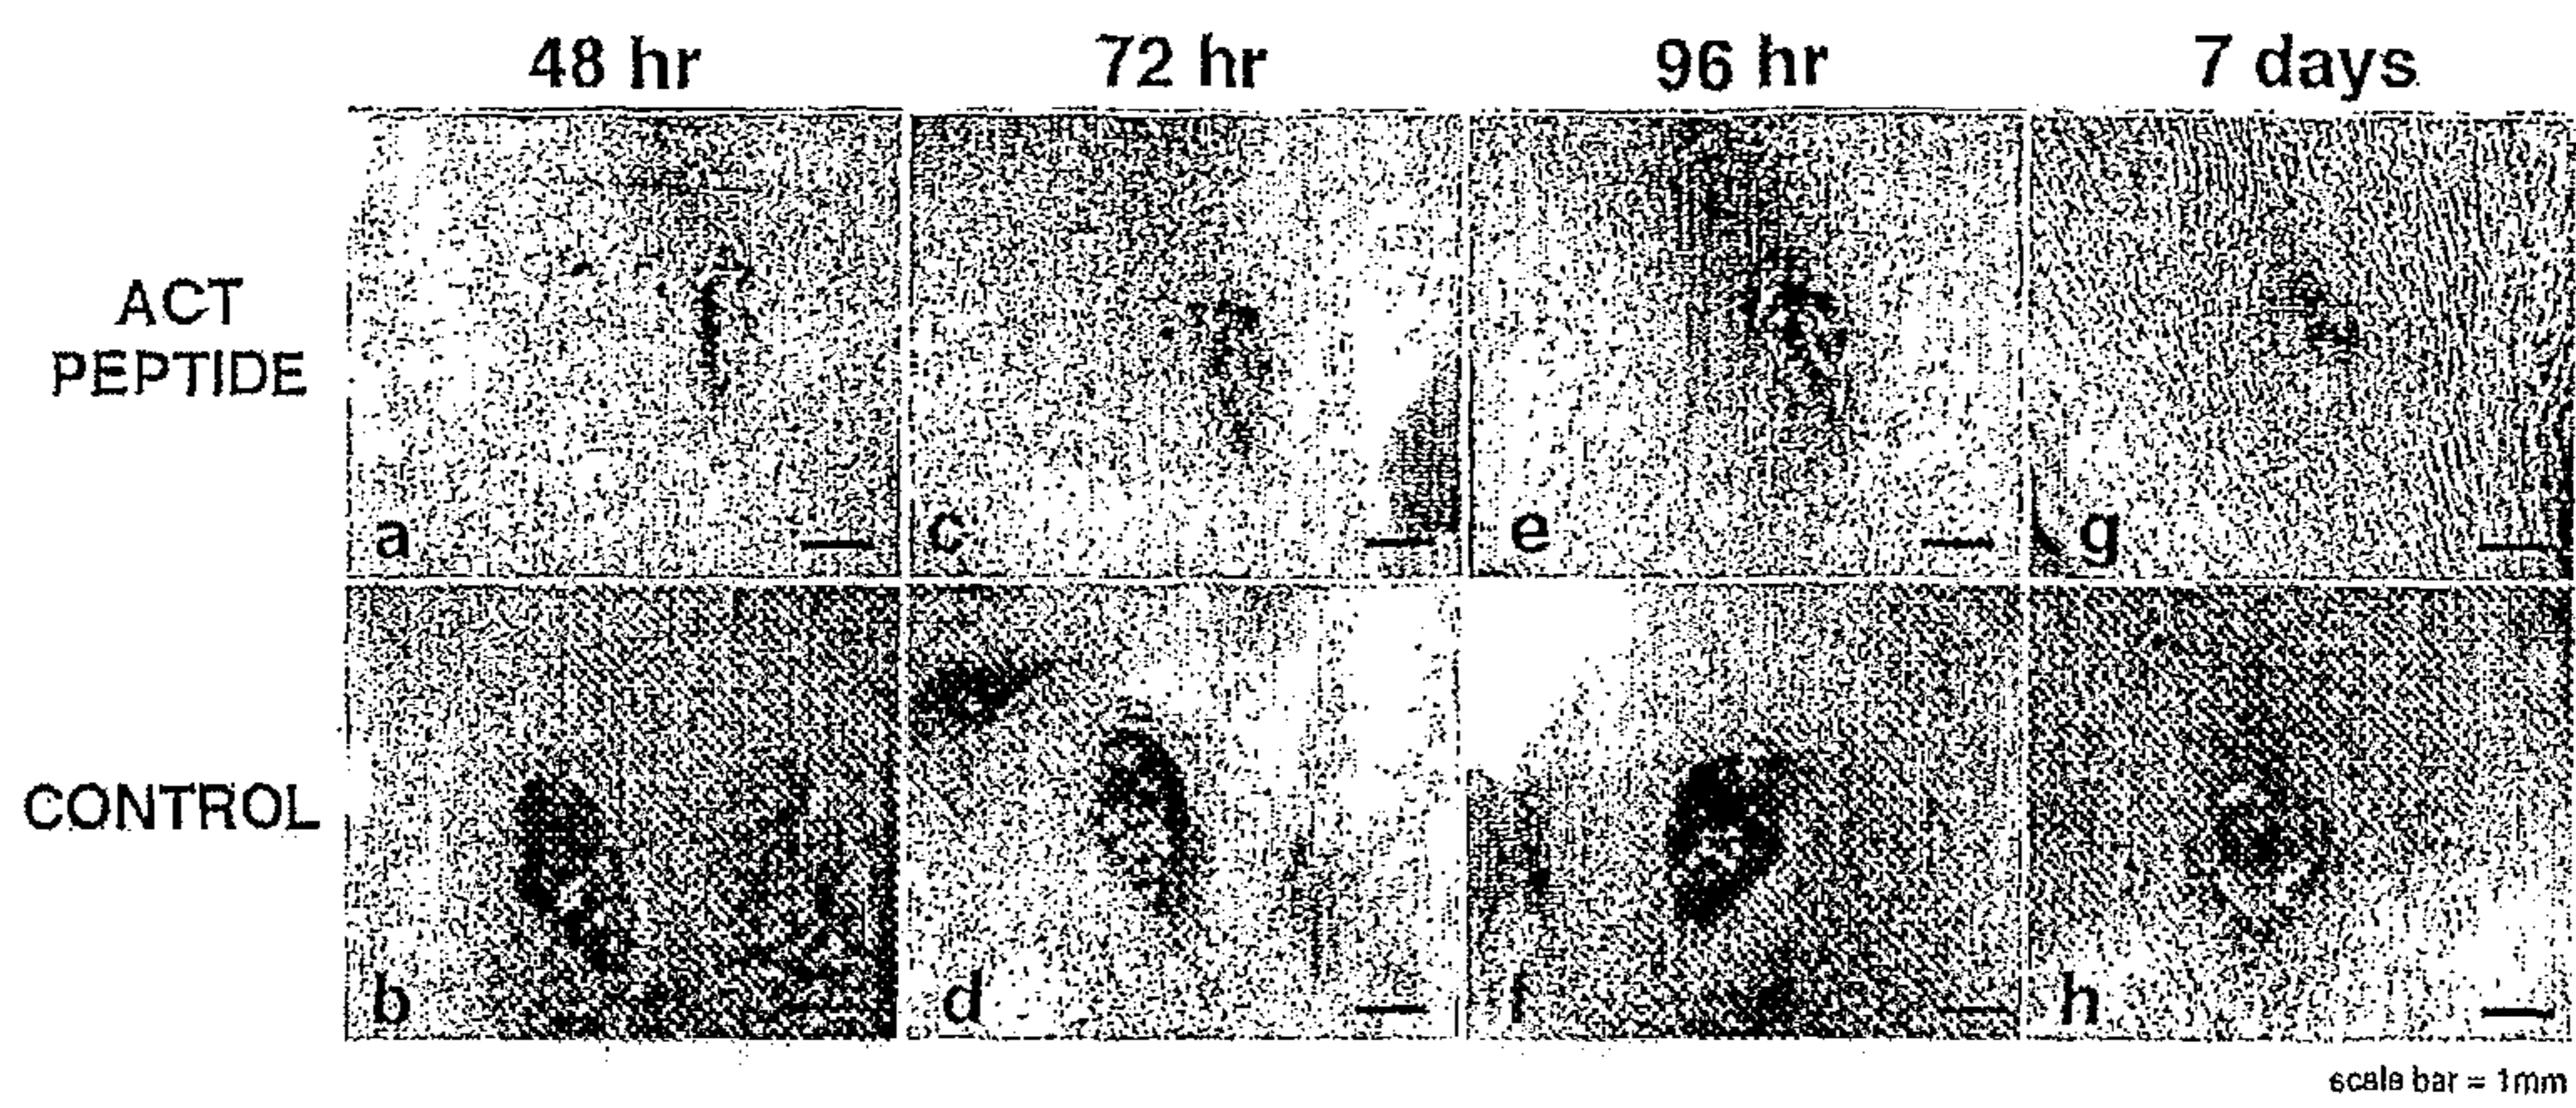 48 hr 72 hr 96 hr 7 days
ACT
PEPTIDE
a c e g
CONTROL
b d f h
scale bar = 1mm